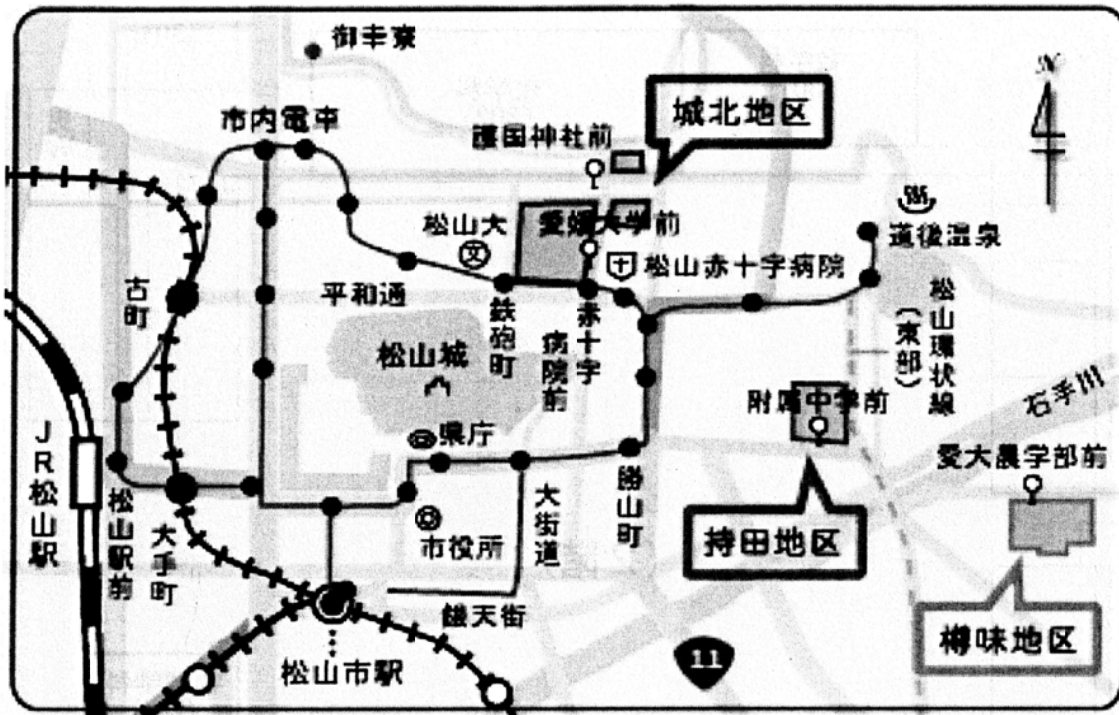 御幸寮
市内電車
護国神社前
城北地区
N
松山大
文
愛媛大学前
松山赤十字病院
道後温泉
古町
平和通
鉄砲町
赤十字
病院前
松山環状線
(東部)
松山城
附属中学前
石手川
県庁
愛大農学部前
JR松山駅
松山駅前
大手町
大街道
勝山町
市役所
持田地区
銀天街
樽味地区
松山市駅
11